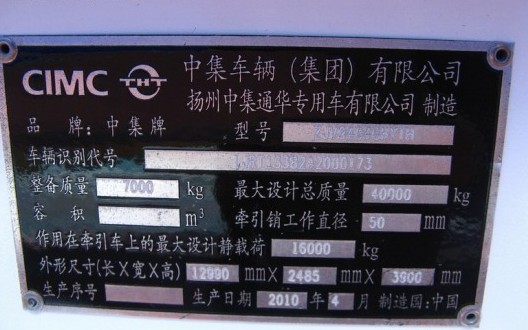 CIMC THT 中集车辆(集团)有限公司
扬州中集通华专用车有限公司 制造
品 牌:中集牌 型号
车辆识别代号
整备质量 7000 kg 最大设计总质量 40000 kg
容 积 m³ 牵引销工作直径 50 mm
作用在牵引车上的最大设计静载荷 16000 kg
外形尺寸(长X宽X高) 12990 mmX 2485 mmX 3900 mm
生产序号 生产日期 2010 年 4 月 制造国:中国